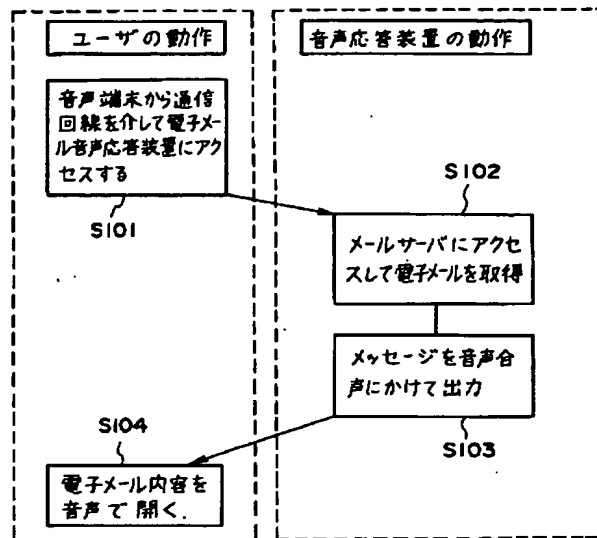 ユーザの動作
音声応答装置の動作
音声端末から通信
回線を介して電子メー
ル音声応答装置にアク
セスする
S101
S102
メールサーバにアクセ
スして電子メールを取得
メッセージを音声合
声にかけて出力
S103
S104
電子メール内容を
音声で開く.